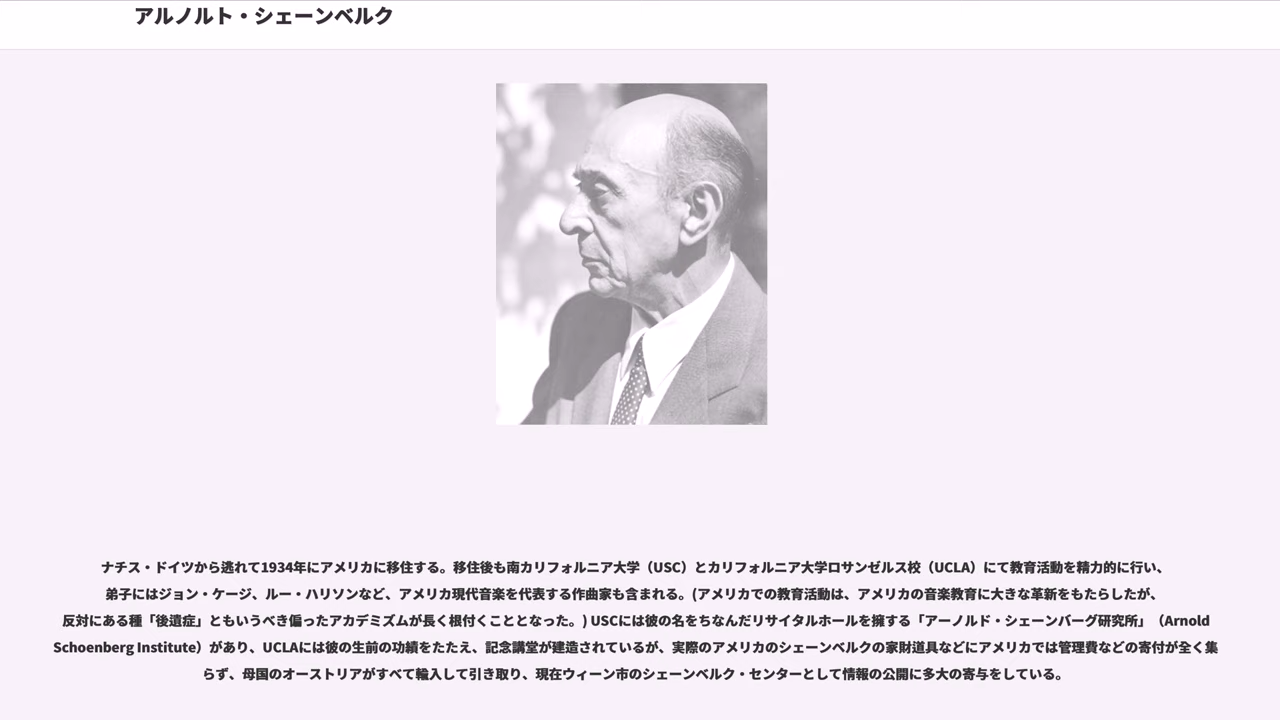 アルノルト・シェーンベルク
ナチス・ドイツから逃れて1934年にアメリカに移住する。移住後も南カリフォルニア大学（USC）とカリフォルニア大学ロサンゼルス校（UCLA）にて教育活動を精力的に行い、
弟子にはジョン・ケージ、ルー・ハリソンなど、アメリカ現代音楽を代表する作曲家も含まれる。(アメリカでの教育活動は、アメリカの音楽教育に大きな革新をもたらしたが、
反対にある種「後遺症」ともいうべき偏ったアカデミズムが長く根付くこととなった。) USCには彼の名をちなんだリサイタルホールを擁する「アーノルド・シェーンバーグ研究所」（Arnold
Schoenberg Institute）があり、UCLAには彼の生前の功績をたたえ、記念講堂が建造されているが、実際のアメリカのシェーンベルクの家財道具などにアメリカでは管理費などの寄付が全く集
らず、母国のオーストリアがすべて輸入して引き取り、現在ウィーン市のシェーンベルク・センターとして情報の公開に多大の寄与をしている。